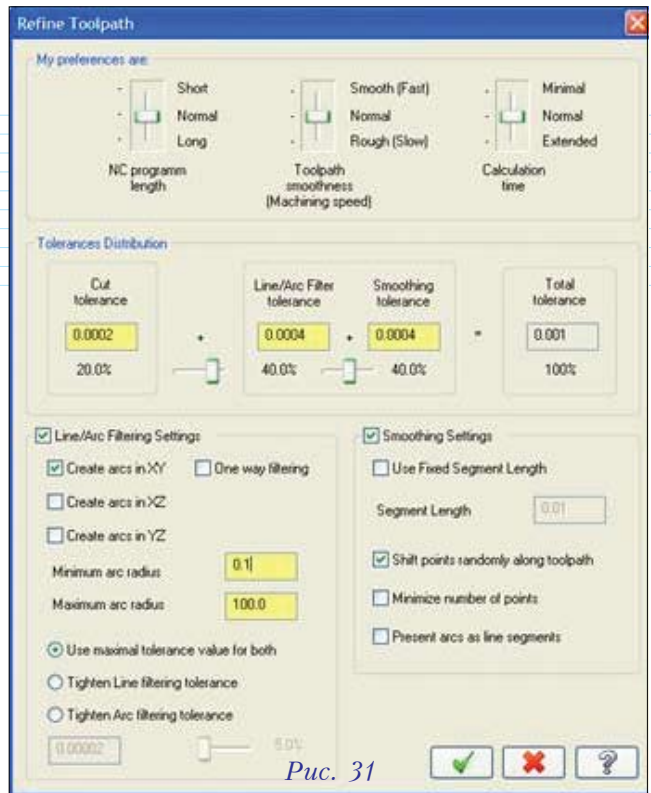 Refine Toolpath
My preferences are:
Short
Normal
Long
NC programm
length
Smooth (Fast)
Normal
Rough (Slow)
Toolpath
smoothness
(Machining speed)
Minimal
Normal
Extended
Calculation
time
Tolerances Distribution
Cut
tolerance
0.0002
20.0%
+
Line/Arc Filter
tolerance
0.0004
40.0%
+
Smoothing
tolerance
0.0004
40.0%
=
Total
tolerance
0.001
100%
Line/Arc Filtering Settings
Create arcs in XY
One way filtering
Create arcs in XZ
Create arcs in YZ
Minimum arc radius
0.1
Maximum arc radius
100.0
Use maximal tolerance value for both
Tighten Line filtering tolerance
Tighten Arc filtering tolerance
0.00002
5.0%
Smoothing Settings
Use Fixed Segment Length
Segment Length
0.01
Shift points randomly along toolpath
Minimize number of points
Present arcs as line segments
Рис. 31